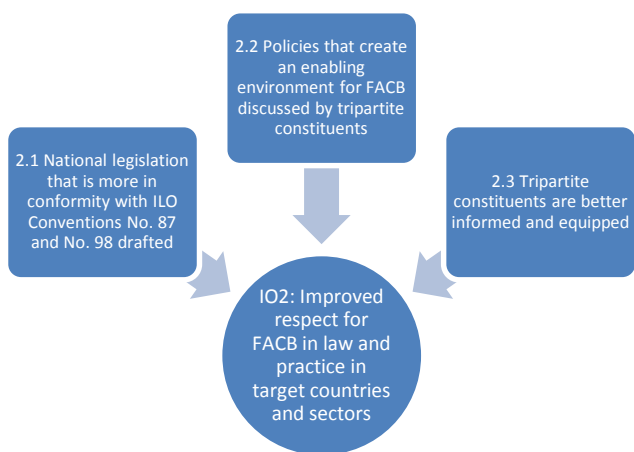 2.2 Policies that create
an enabling
environment for FACB
discussed by tripartite
constituents
2.1 National legislation
that is more in
conformity with ILO
Conventions No. 87
and No. 98 drafted
2.3 Tripartite
constituents are better
informed and equipped
IO2: Improved
respect for
FACB in law and
practice in
target countries
and sectors